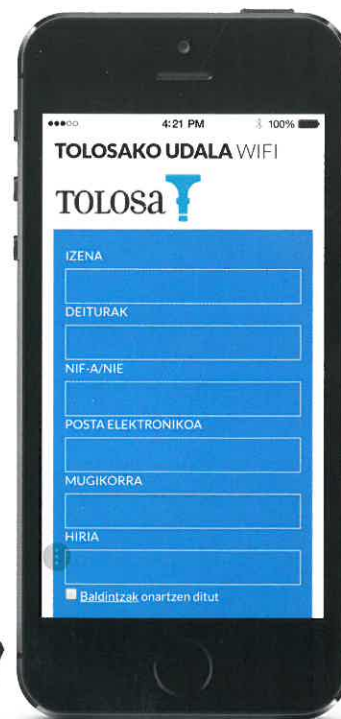 4:21 PM 100%
TOLOSAKO UDALA WIFI
TOLOSA
IZENA
DEITURAK
NIF-A/NIE
POSTA ELEKTRONIKOA
MUGIKORRA
HIRIA
Baldintzak onartzen ditut